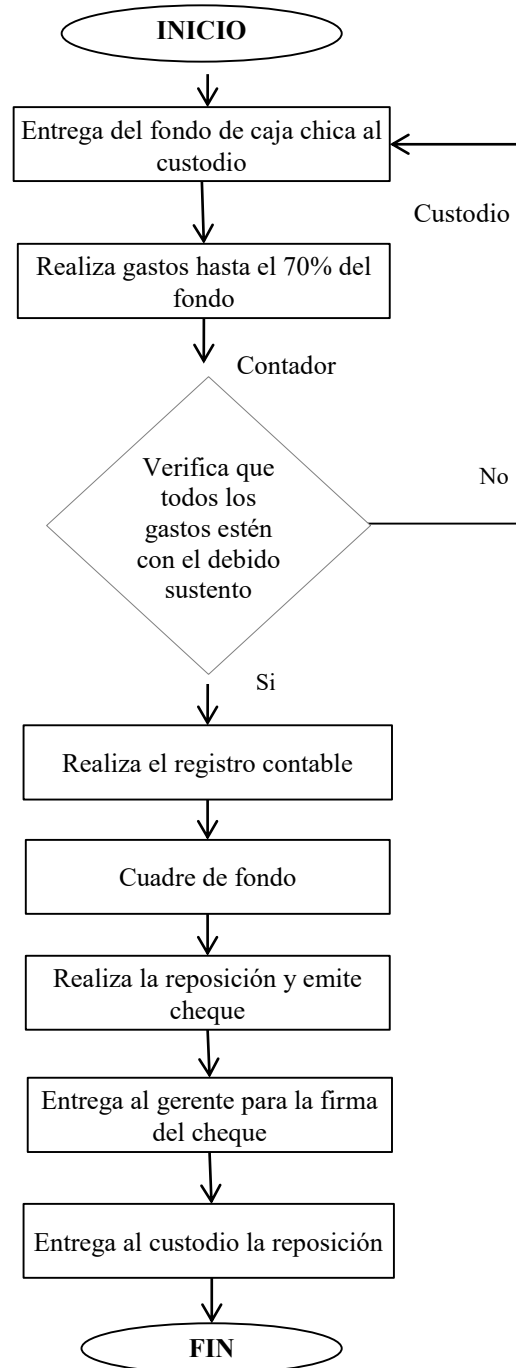 INICIO
Entrega del fondo de caja chica al
custodio
Custodio
Realiza gastos hasta el 70% del
fondo
Contador
Verifica que
todos los
gastos estén
con el debido
sustento
No
Si
Realiza el registro contable
Cuadre de fondo
Realiza la reposición y emite
cheque
Entrega al gerente para la firma
del cheque
Entrega al custodio la reposición
FIN